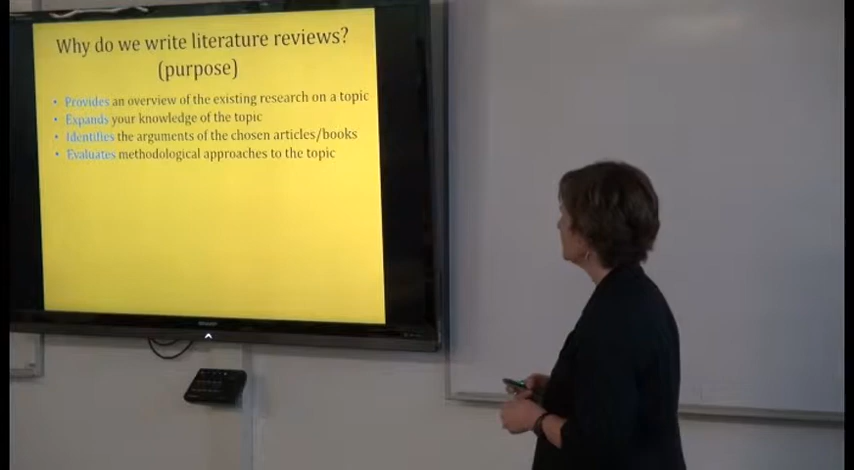 Why do we write literature reviews?
(purpose)
• Provides an overview of the existing research on a topic
• Expands your knowledge of the topic
• Identifies the arguments of the chosen articles/books
• Evaluates methodological approaches to the topic
SHARP